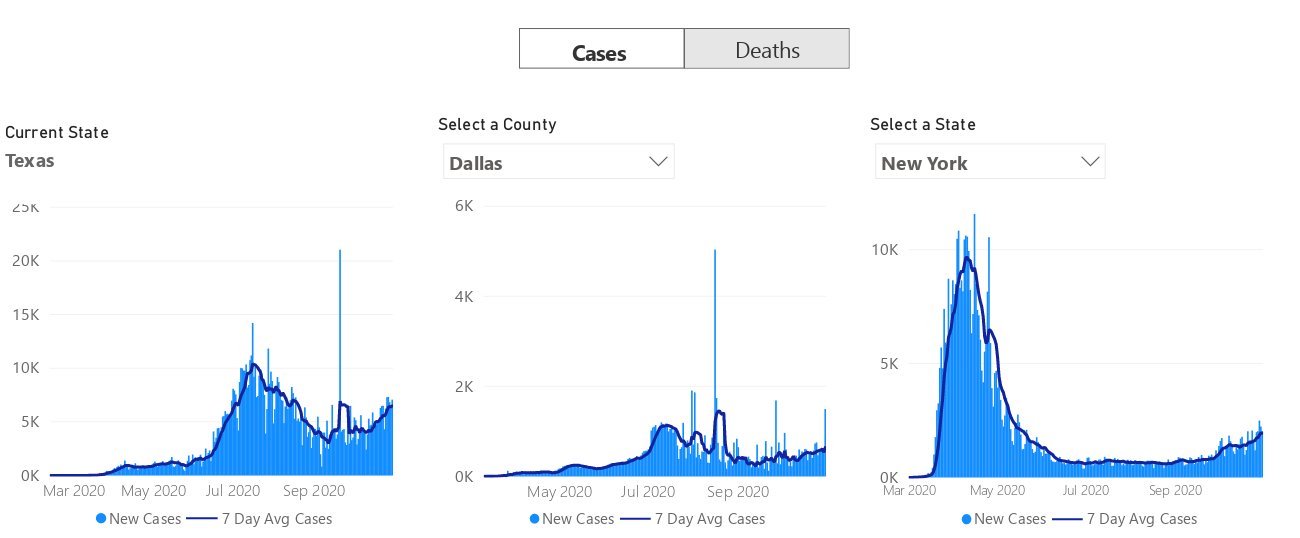 Cases
Deaths
Current State
Texas
25K
20K
15K
10K
5K
0K
Mar 2020 May 2020 Jul 2020 Sep 2020
New Cases 7 Day Avg Cases
Select a County
Dallas
6K
4K
2K
0K
May 2020 Jul 2020 Sep 2020
New Cases 7 Day Avg Cases
Select a State
New York
10K
5K
0K
Mar 2020 May 2020 Jul 2020 Sep 2020
New Cases 7 Day Avg Cases